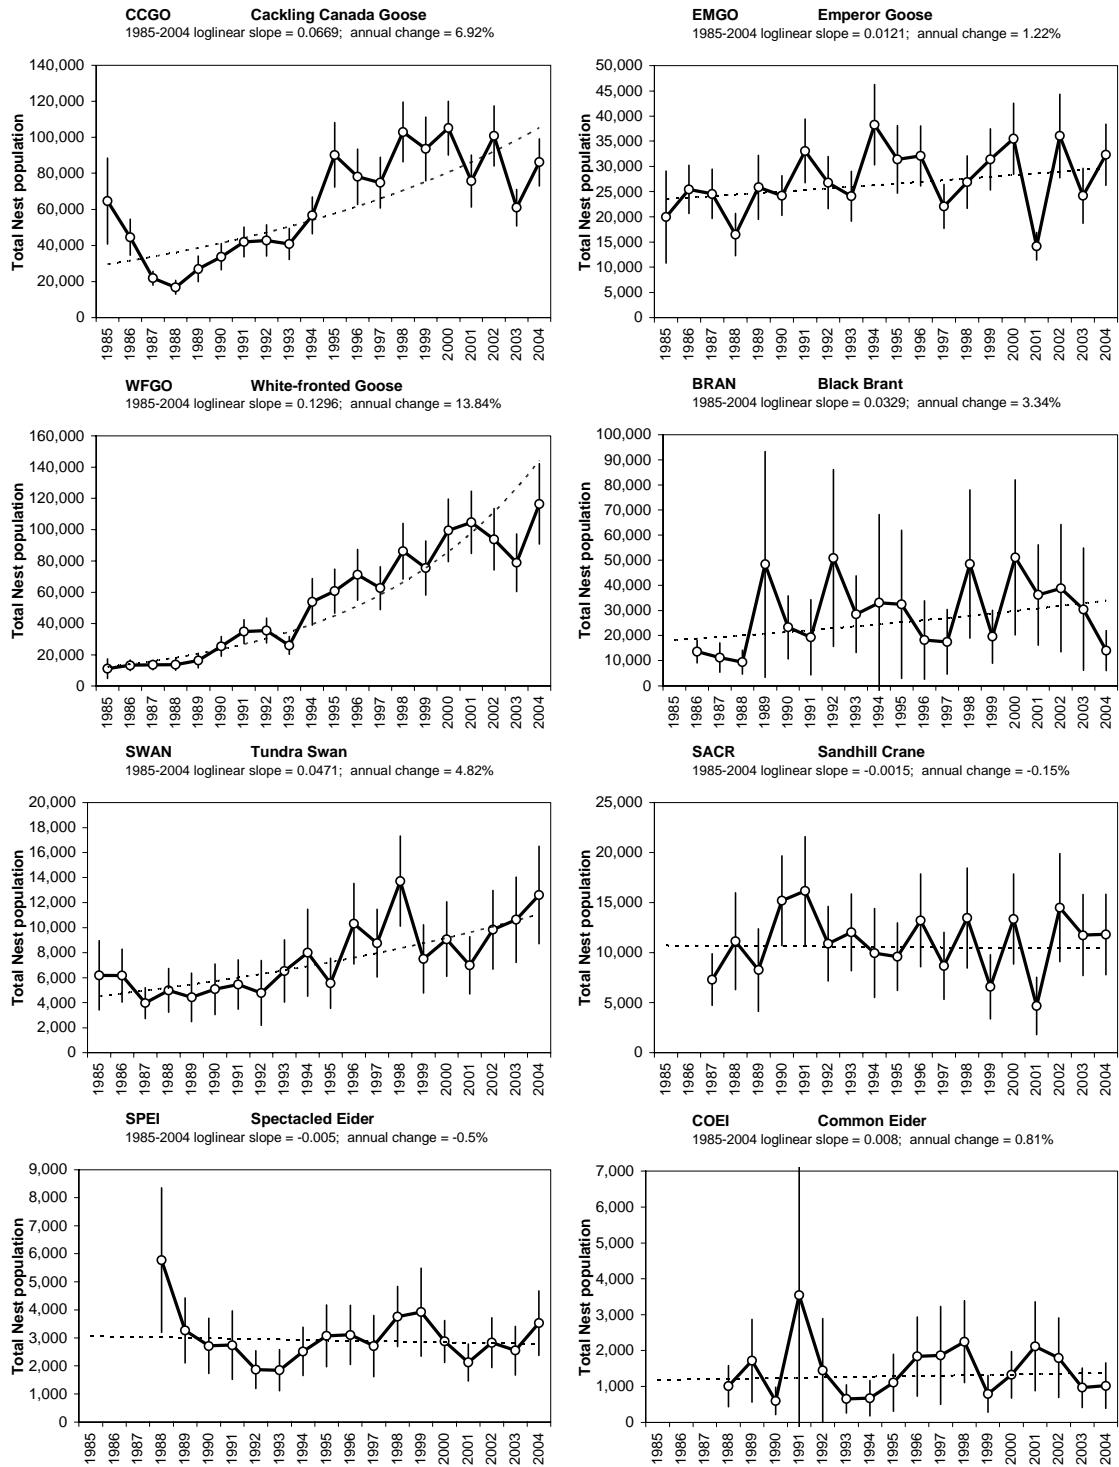 CCGO Cackling Canada Goose
1985-2004 loglinear slope = 0.0669; annual change = 6.92%
Total Nest population
140,000
120,000
100,000
80,000
60,000
40,000
20,000
0
1985 1986 1987 1988 1989 1990 1991 1992 1993 1994 1995 1996 1997 1998 1999 2000 2001 2002 2003 2004
EMGO Emperor Goose
1985-2004 loglinear slope = 0.0121; annual change = 1.22%
Total Nest population
50,000
45,000
40,000
35,000
30,000
25,000
20,000
15,000
10,000
5,000
0
1985 1986 1987 1988 1989 1990 1991 1992 1993 1994 1995 1996 1997 1998 1999 2000 2001 2002 2003 2004
WFGO White-fronted Goose
1985-2004 loglinear slope = 0.1296; annual change = 13.84%
Total Nest population
160,000
140,000
120,000
100,000
80,000
60,000
40,000
20,000
0
1985 1986 1987 1988 1989 1990 1991 1992 1993 1994 1995 1996 1997 1998 1999 2000 2001 2002 2003 2004
BRAN Black Brant
1985-2004 loglinear slope = 0.0329; annual change = 3.34%
Total Nest population
100,000
90,000
80,000
70,000
60,000
50,000
40,000
30,000
20,000
10,000
0
1985 1986 1987 1988 1989 1990 1991 1992 1993 1994 1995 1996 1997 1998 1999 2000 2001 2002 2003 2004
SWAN Tundra Swan
1985-2004 loglinear slope = 0.0471; annual change = 4.82%
Total Nest population
20,000
18,000
16,000
14,000
12,000
10,000
8,000
6,000
4,000
2,000
0
1985 1986 1987 1988 1989 1990 1991 1992 1993 1994 1995 1996 1997 1998 1999 2000 2001 2002 2003 2004
SACR Sandhill Crane
1985-2004 loglinear slope = -0.0015; annual change = -0.15%
Total Nest population
25,000
20,000
15,000
10,000
5,000
0
1985 1986 1987 1988 1989 1990 1991 1992 1993 1994 1995 1996 1997 1998 1999 2000 2001 2002 2003 2004
SPEI Spectacled Eider
1985-2004 loglinear slope = -0.005; annual change = -0.5%
Total Nest population
9,000
8,000
7,000
6,000
5,000
4,000
3,000
2,000
1,000
0
1985 1986 1987 1988 1989 1990 1991 1992 1993 1994 1995 1996 1997 1998 1999 2000 2001 2002 2003 2004
COEI Common Eider
1985-2004 loglinear slope = 0.008; annual change = 0.81%
Total Nest population
7,000
6,000
5,000
4,000
3,000
2,000
1,000
0
1985 1986 1987 1988 1989 1990 1991 1992 1993 1994 1995 1996 1997 1998 1999 2000 2001 2002 2003 2004